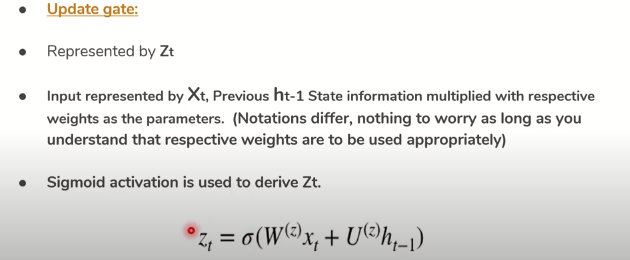 Update gate:
Represented by Zt
Input represented by Xt, Previous ht-1 State information multiplied with respective
weights as the parameters. (Notations differ, nothing to worry as long as you
understand that respective weights are to be used appropriately)
Sigmoid activation is used to derive Zt.
z_t = σ(W^(z) x_t + U^(z) h_{t−1})